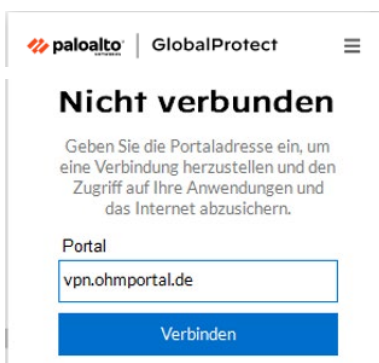 paloalto GlobalProtect
NETWORKS
Nicht verbunden
Geben Sie die Portaladresse ein, um
eine Verbindung herzustellen und den
Zugriff auf Ihre Anwendungen und
das Internet abzusichern.
Portal
vpn.ohmportal.de
Verbinden